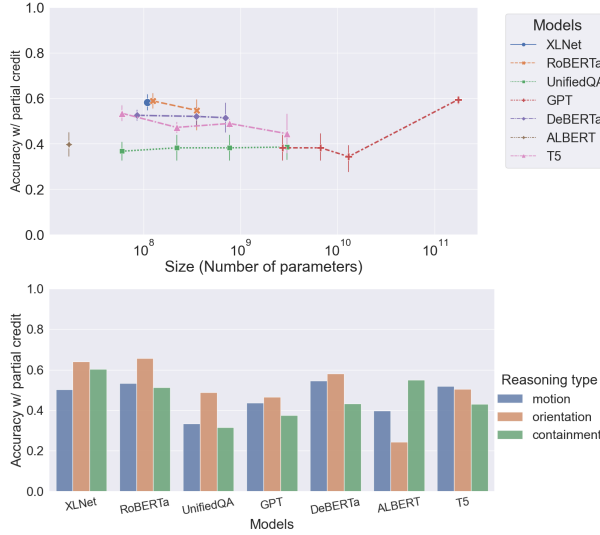 Accuracy w/ partial credit
1.0
0.8
0.6
0.4
0.2
0.0
10^8
10^9
10^10
10^11
Size (Number of parameters)
Models
XLNet
RoBERTa
UnifiedQA
GPT
DeBERTa
ALBERT
T5
Accuracy w/ partial credit
1.0
0.8
0.6
0.4
0.2
0.0
XLNet
RoBERTa
UnifiedQA
GPT
DeBERTa
ALBERT
T5
Models
Reasoning type
motion
orientation
containment